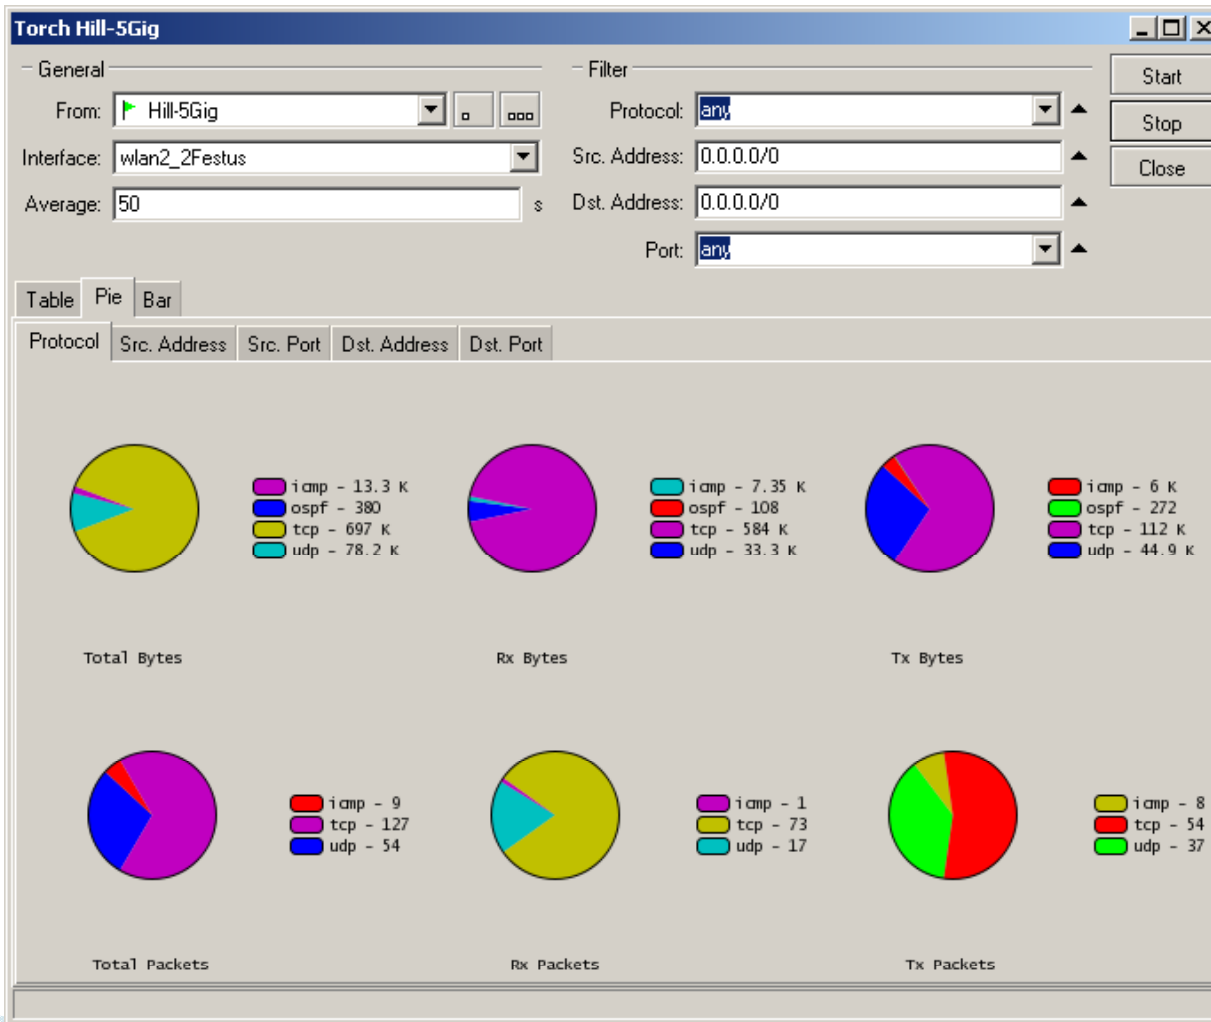 Torch Hill-5Gig
General
From: Hill-5Gig
Interface: wlan2_2Festus
Average: 50 s
Filter
Protocol: any
Src. Address: 0.0.0.0/0
Dst. Address: 0.0.0.0/0
Port: any
Start
Stop
Close
Table Pie Bar
Protocol Src. Address Src. Port Dst. Address Dst. Port
icmp - 13.3 K
ospf - 380
tcp - 697 K
udp - 78.2 K
Total Bytes
icmp - 7.35 K
ospf - 108
tcp - 584 K
udp - 33.3 K
Rx Bytes
icmp - 6 K
ospf - 272
tcp - 112 K
udp - 44.9 K
Tx Bytes
icmp - 9
tcp - 127
udp - 54
Total Packets
icmp - 1
tcp - 73
udp - 17
Rx Packets
icmp - 8
tcp - 54
udp - 37
Tx Packets